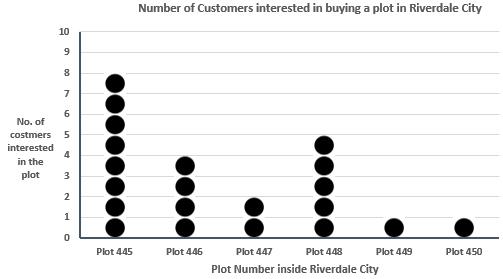 Number of Customers interested in buying a plot in Riverdale City
10
9
8
7
6
5
4
3
2
1
0
No. of
costmers
interested
in the
plot
Plot 445 Plot 446 Plot 447 Plot 448 Plot 449 Plot 450
Plot Number inside Riverdale City